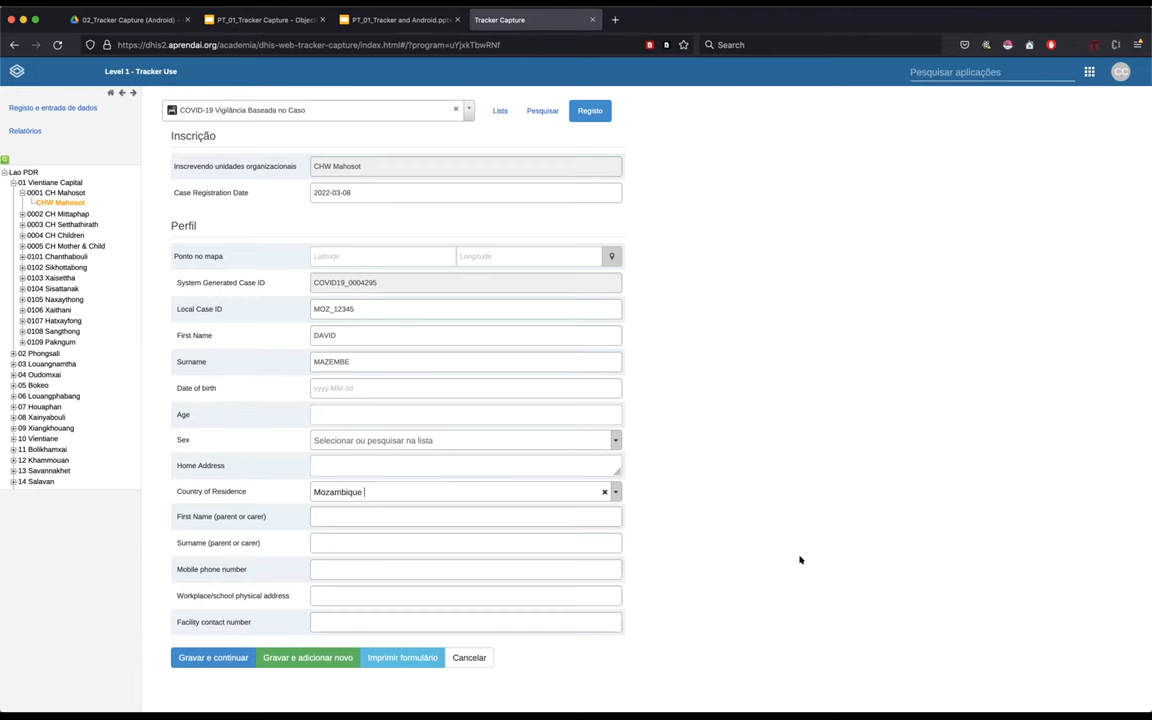 02_Tracker Capture (Android) -
PT_01_Tracker Capture – Object
PT_01_Tracker and Android.ppt
Tracker Capture
https://dhis2.aprendai.org/academia/dhis-web-tracker-capture/index.html#/?program=uYjxkTbwRNf
Search
Level 1 - Tracker Use
Pesquisar aplicações
CC
Registo e entrada de dados
Relatórios
COVID-19 Vigilância Baseada no Caso
Lists
Pesquisar
Registo
Inscrição
Inscrevendo unidades organizacionais
CHW Mahosot
Case Registration Date
2022-03-08
Perfil
Ponto no mapa
Latitude
Longitude
System Generated Case ID
COVID19_0004295
Local Case ID
MOZ_12345
First Name
DAVID
Surname
MAZEMBE
Date of birth
yyyy-MM-dd
Age
Sex
Selecionar ou pesquisar na lista
Home Address
Country of Residence
Mozambique
First Name (parent or carer)
Surname (parent or carer)
Mobile phone number
Workplace/school physical address
Facility contact number
Gravar e continuar
Gravar e adicionar novo
Imprimir formulário
Cancelar
Lao PDR
01 Vientiane Capital
0001 CH Mahosot
CHW Mahosot
0002 CH Mittaphap
0003 CH Setthathirath
0004 CH Children
0005 CH Mother & Child
0101 Chanthabouli
0102 Sikhottabong
0103 Xaisettha
0104 Sisattanak
0105 Naxaythong
0106 Xaithani
0107 Hatxayfong
0108 Sangthong
0109 Pakngum
02 Phongsali
03 Louangnamtha
04 Oudomxai
05 Bokeo
06 Louangphabang
07 Houaphan
08 Xainyabouli
09 Xiangkhouang
10 Vientiane
11 Bolikhamxai
12 Khammouan
13 Savannakhet
14 Salavan